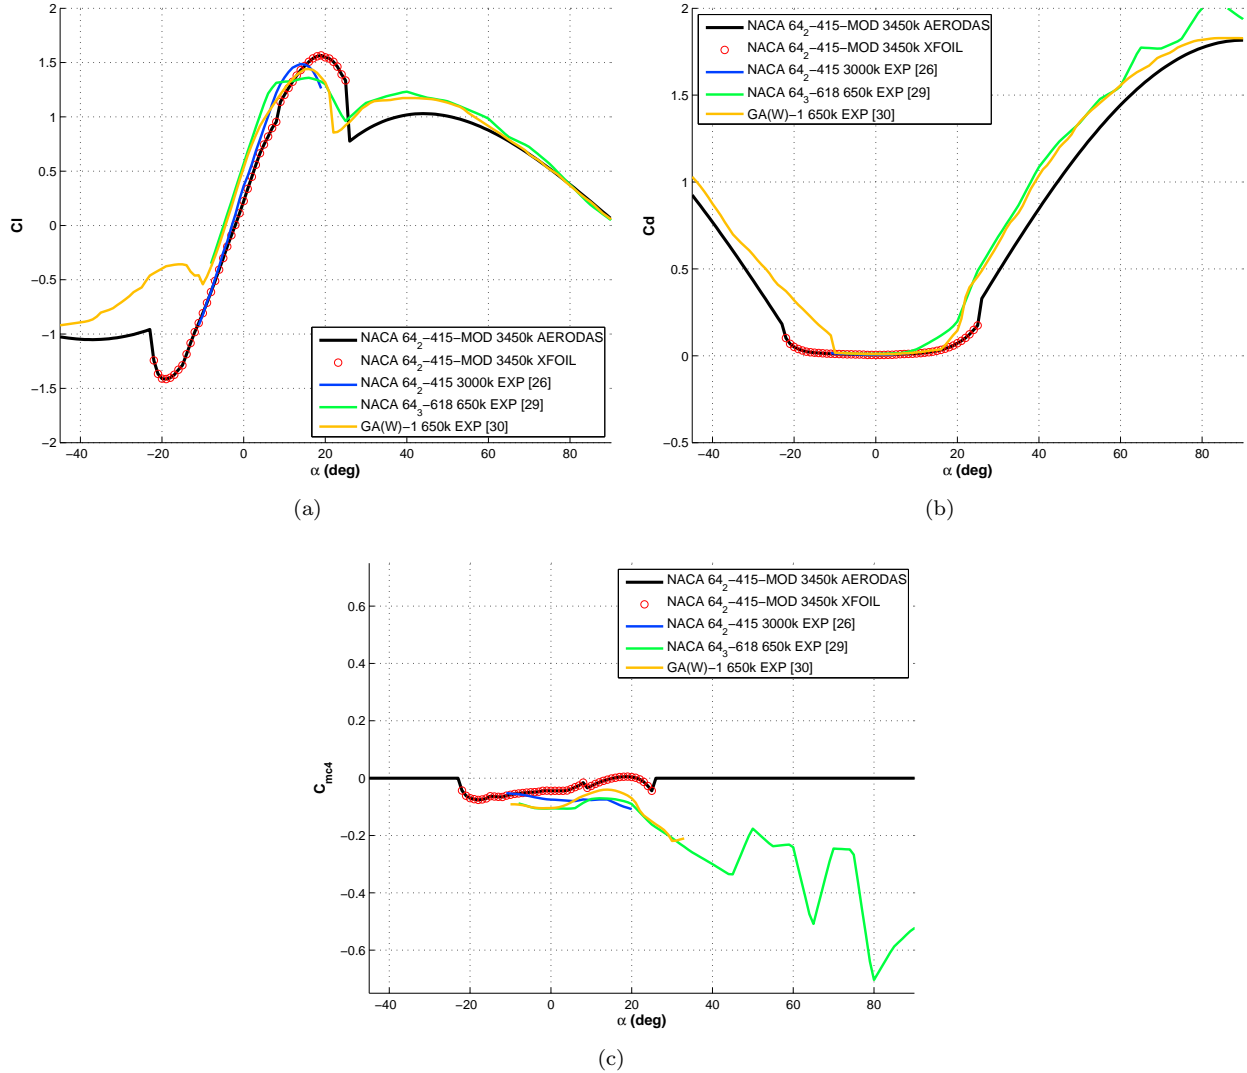 2
1.5
1
0.5
0
−0.5
−1
−1.5
−2
Cl
−40
−20
0
20
40
60
80
α (deg)
NACA 64₂−415−MOD 3450k AERODAS
NACA 64₂−415−MOD 3450k XFOIL
NACA 64₂−415 3000k EXP [26]
NACA 64₃−618 650k EXP [29]
GA(W)−1 650k EXP [30]
(a)
2
1.5
1
0.5
0
−0.5
Cd
−40
−20
0
20
40
60
80
α (deg)
NACA 64₂−415−MOD 3450k AERODAS
NACA 64₂−415−MOD 3450k XFOIL
NACA 64₂−415 3000k EXP [26]
NACA 64₃−618 650k EXP [29]
GA(W)−1 650k EXP [30]
(b)
0.6
0.4
0.2
0
−0.2
−0.4
−0.6
C_mc4
−40
−20
0
20
40
60
80
α (deg)
NACA 64₂−415−MOD 3450k AERODAS
NACA 64₂−415−MOD 3450k XFOIL
NACA 64₂−415 3000k EXP [26]
NACA 64₃−618 650k EXP [29]
GA(W)−1 650k EXP [30]
(c)